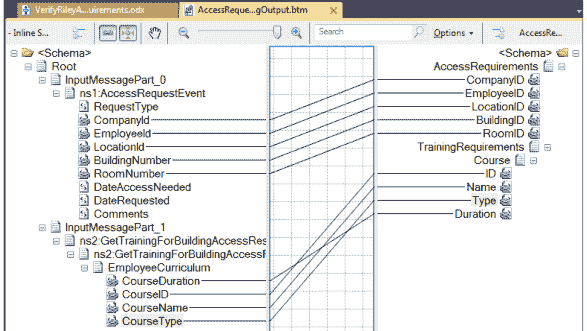 VerifyRileyA...uirements.odx
AccessReque...gOutput.btm
- Inline S...
Search
Options
AccessRe...
<Schema>
Root
InputMessagePart_0
ns1:AccessRequestEvent
RequestType
CompanyId
EmployeeId
LocationId
BuildingNumber
RoomNumber
DateAccessNeeded
DateRequested
Comments
InputMessagePart_1
ns2:GetTrainingForBuildingAccessRes
ns2:GetTrainingForBuildingAccessF
EmployeeCurriculum
CourseDuration
CourseID
CourseName
CourseType
<Schema>
AccessRequirements
CompanyID
EmployeeID
LocationID
BuildingID
RoomID
TrainingRequirements
Course
ID
Name
Type
Duration